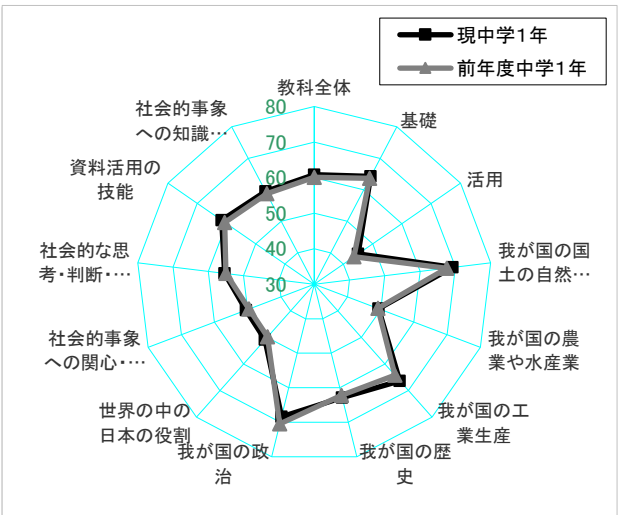 現中学1年
前年度中学1年
教科全体
基礎
活用
我が国の国
土の自然…
我が国の農
業や水産業
我が国の工
業生産
我が国の歴
史
我が国の政
治
世界の中の
日本の役割
社会的事象
への関心・…
社会的な思
考・判断・…
資料活用の
技能
社会的事象
への知識…
80
70
60
50
40
30